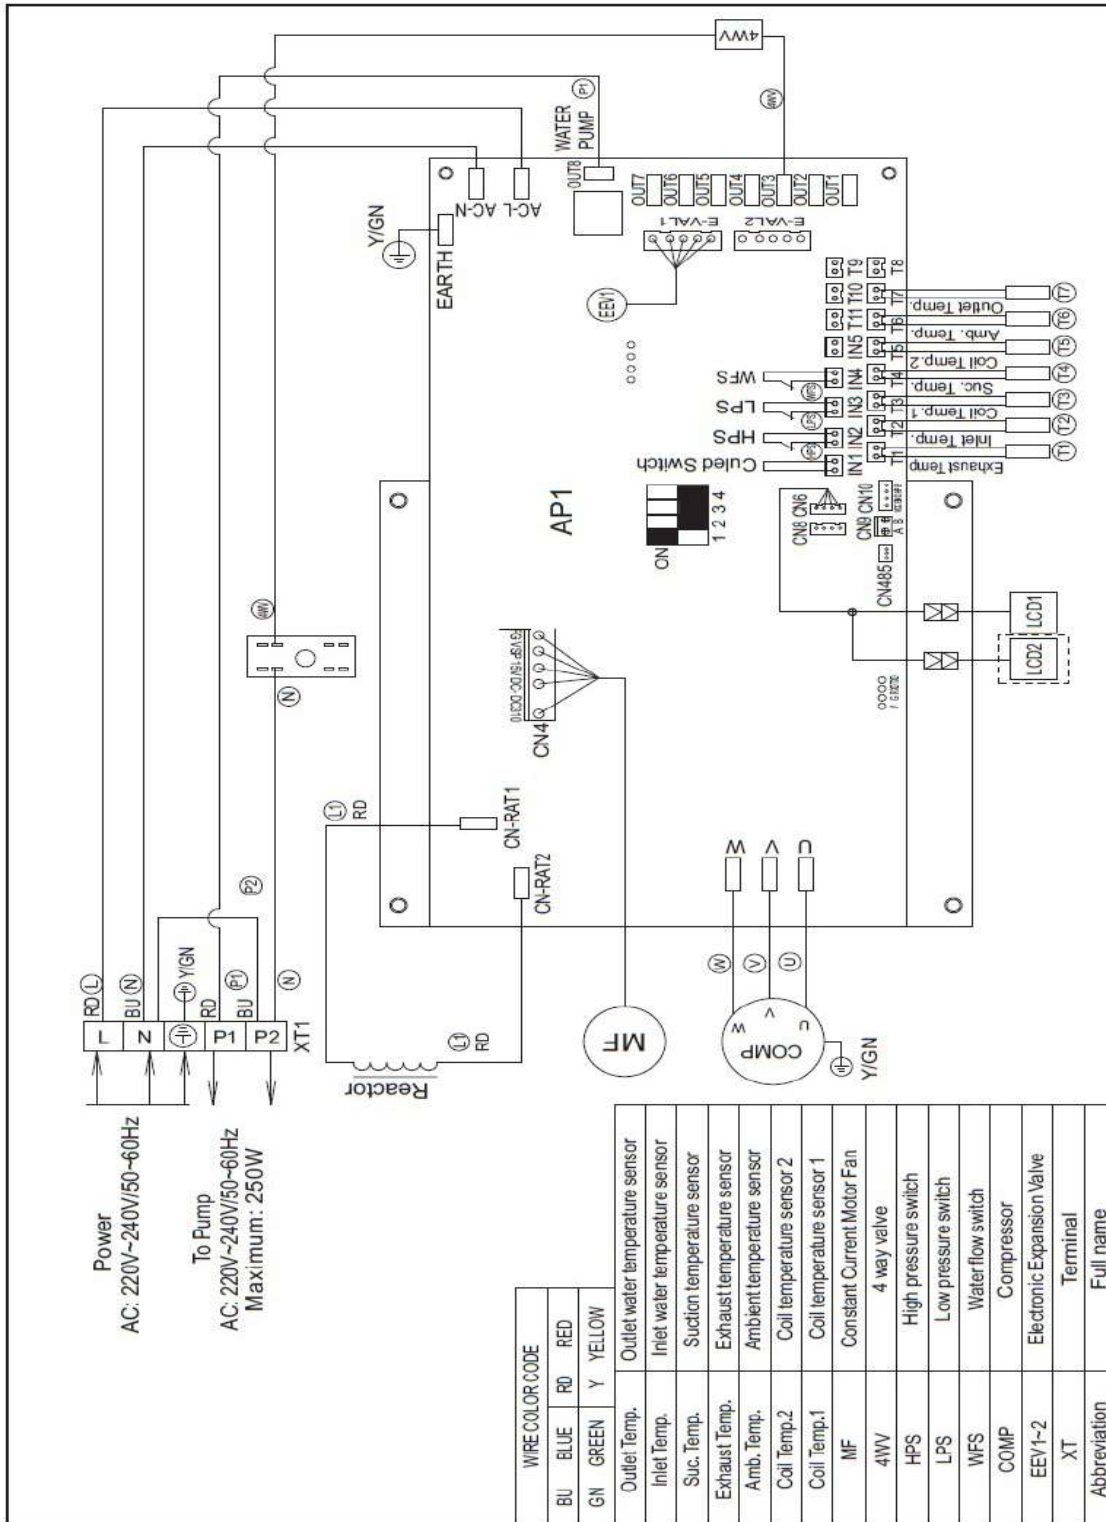 4WV
4WV
P1
WATER
PUMP
OUT8
OUT7
OUT6
OUT5
OUT4
OUT3
OUT2
OUT1
AC-N
AC-L
Y/GN
EARTH
E-VAL1
E-VAL2
EEV1
T9
T8
T10
T7
T11
T6
IN5
T5
IN4
T4
IN3
T3
IN2
T2
IN1
T1
Outlet Temp.
Amb. Temp.
Coil Temp.2
Suc. Temp.
Coil Temp.1
Inlet Temp.
Exhaust Temp
T7
T6
T5
T4
T3
T2
T1
WFS
WFS
LPS
LPS
HPS
HPS
Culed Switch
AP1
ON
1 2 3 4
CN6
CN8
CN10
CN9
A B
CN485
LCD1
LCD2
4WV
N
CN4
L1
RD
CN-RAT1
CN-RAT2
P2
W
V
U
W
V
U
W
V
U
COMP
Y/GN
MF
L1
RD
Reactor
RD L
BU N
Y/GN
RD
P1
BU
N
L
N
P1
P2
XT1
Power
AC: 220V~240V/50~60Hz
To Pump
AC: 220V~240V/50~60Hz
Maximum: 250W
WIRE COLOR CODE
BU BLUE RD RED
GN GREEN Y YELLOW
Outlet Temp. Outlet water temperature sensor
Inlet Temp. Inlet water temperature sensor
Suc. Temp. Suction temperature sensor
Exhaust Temp. Exhaust temperature sensor
Amb. Temp. Ambient temperature sensor
Coil Temp.2 Coil temperature sensor 2
Coil Temp.1 Coil temperature sensor 1
MF Constant Current Motor Fan
4WV 4 way valve
HPS High pressure switch
LPS Low pressure switch
WFS Water flow switch
COMP Compressor
EEV1~2 Electronic Expansion Valve
XT Terminal
Abbreviation Full name